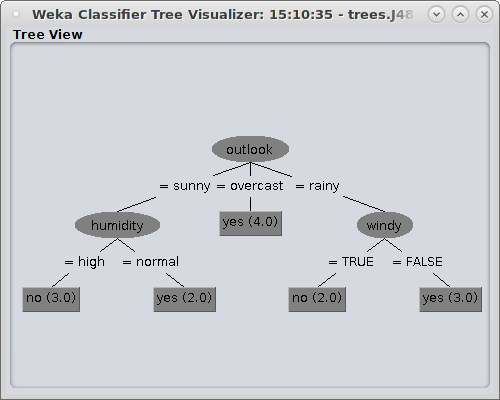 Weka Classifier Tree Visualizer: 15:10:35 - trees.J48
Tree View
outlook
= sunny = overcast = rainy
humidity yes (4.0) windy
= high = normal = TRUE = FALSE
no (3.0) yes (2.0) no (2.0) yes (3.0)